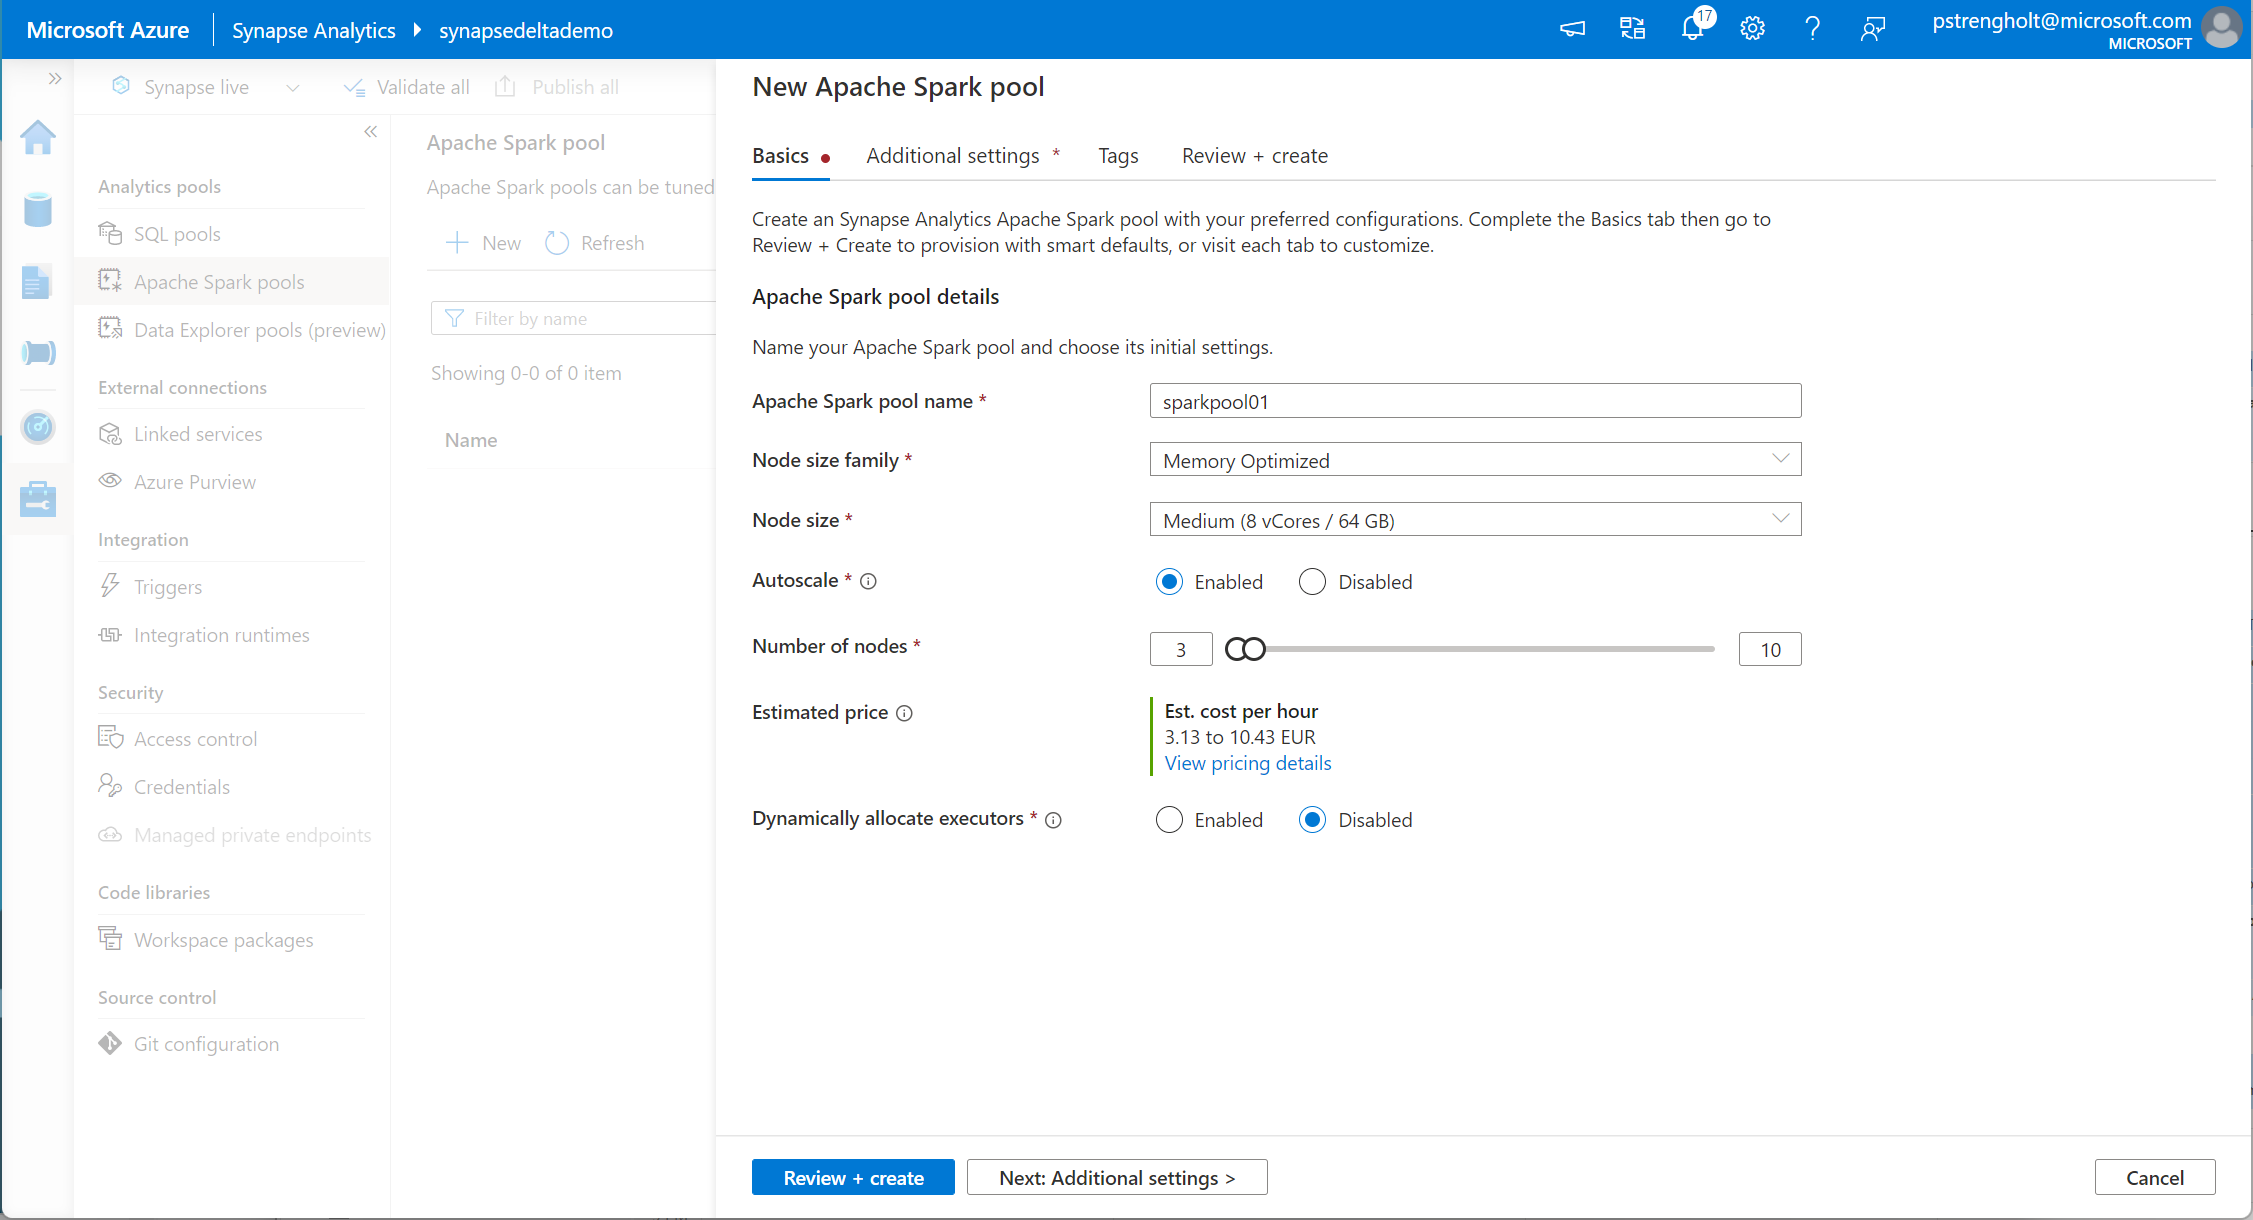 Microsoft Azure
Synapse Analytics
synapsedeltademo
17
pstrengholt@microsoft.com
MICROSOFT
Synapse live
Validate all
Publish all
Analytics pools
SQL pools
Apache Spark pools
Data Explorer pools (preview)
External connections
Linked services
Azure Purview
Integration
Triggers
Integration runtimes
Security
Access control
Credentials
Managed private endpoints
Code libraries
Workspace packages
Source control
Git configuration
Apache Spark pool
Apache Spark pools can be tuned
New
Refresh
Filter by name
Showing 0-0 of 0 item
Name
New Apache Spark pool
Basics
Additional settings *
Tags
Review + create
Create an Synapse Analytics Apache Spark pool with your preferred configurations. Complete the Basics tab then go to
Review + Create to provision with smart defaults, or visit each tab to customize.
Apache Spark pool details
Name your Apache Spark pool and choose its initial settings.
Apache Spark pool name *
sparkpool01
Node size family *
Memory Optimized
Node size *
Medium (8 vCores / 64 GB)
Autoscale *
Enabled
Disabled
Number of nodes *
3
10
Estimated price
Est. cost per hour
3.13 to 10.43 EUR
View pricing details
Dynamically allocate executors *
Enabled
Disabled
Review + create
Next: Additional settings >
Cancel